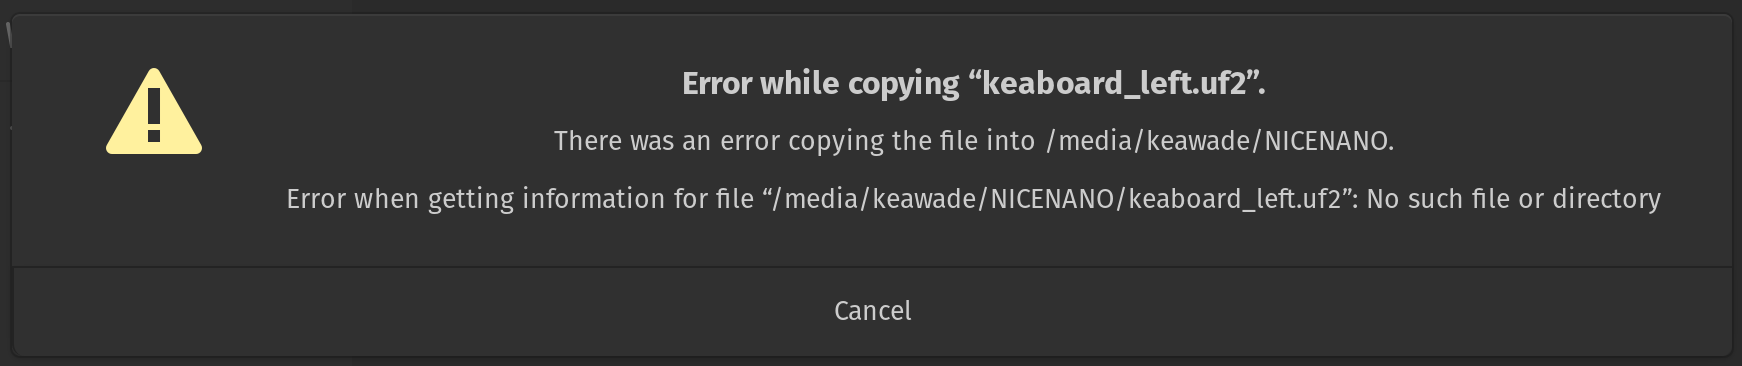 Error while copying “keaboard_left.uf2”.
There was an error copying the file into /media/keawade/NICENANO.
Error when getting information for file “/media/keawade/NICENANO/keaboard_left.uf2”: No such file or directory
Cancel